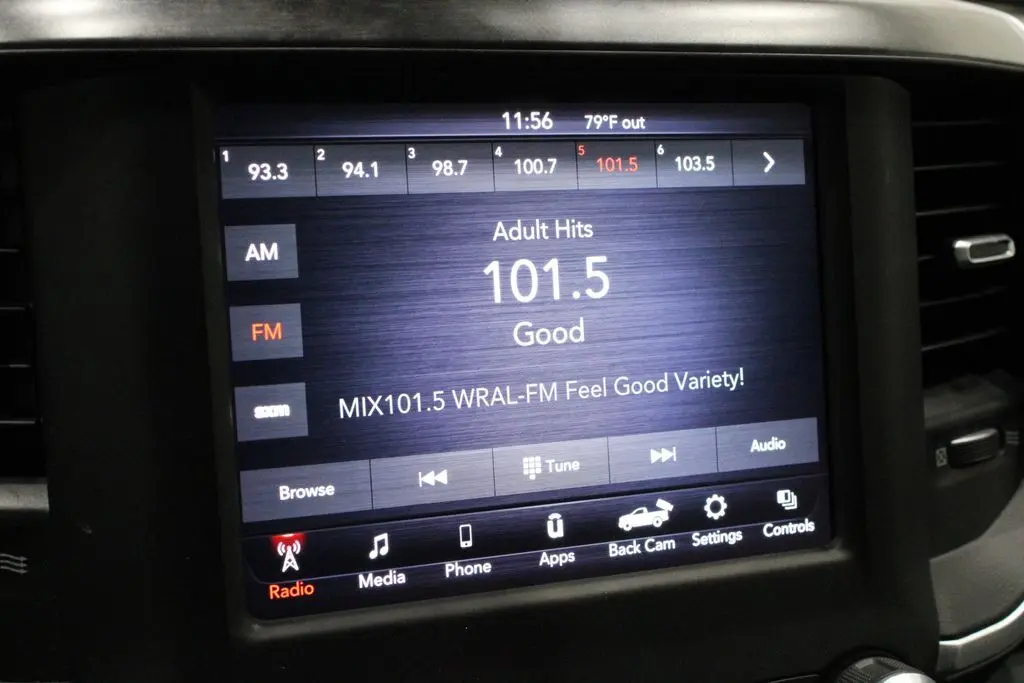 11:56 79°F out
1 93.3 2 94.1 3 98.7 4 100.7 5 101.5 6 103.5
Adult Hits
AM
101.5
FM
Good
MIX101.5 WRAL-FM Feel Good Variety!
sxm
Browse Tune Audio
Radio Media Phone Apps Back Cam Settings Controls